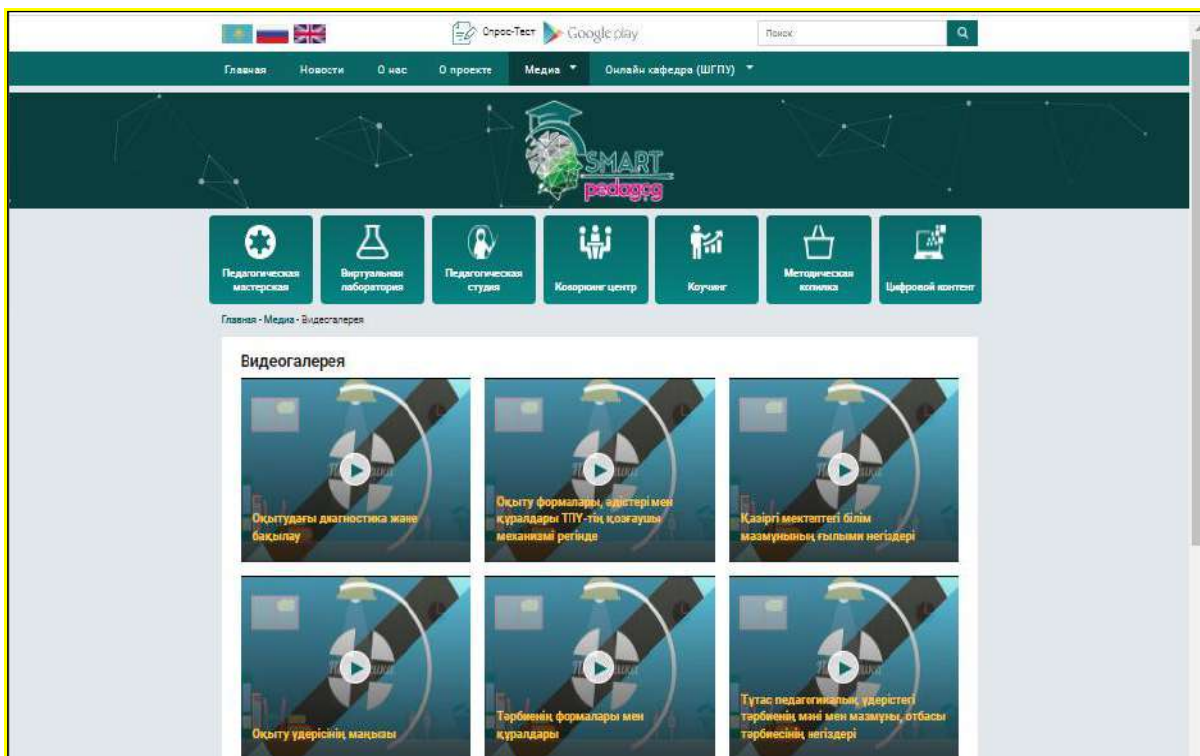 Опрос-Тест Google play Поиск
Главная Новости О нас О проекте Медиа Онлайн кафедра (ШГПУ)
SMART
pedagog
Педагогическая
мастерская
Виртуальная
лаборатория
Педагогическая
студия
Коворкинг центр
Коучинг
Методическая
копилка
Цифровой контент
Главная - Медиа - Видеогалерея
Видеогалерея
Оқытудағы диагностика және
бақылау
Оқыту формалары, әдістері мен
құралдары ТПҮ-тің қозғаушы
механизмі регінде
Қазіргі мектептегі білім
мазмұнының ғылыми негіздері
Оқыту үдерісінің маңызы
Тәрбиенің формалары мен
құралдары
Тұтас педагогикалық үдерістегі
тәрбиенің мәні мен мазмұны, отбасы
тәрбиесінің негіздері